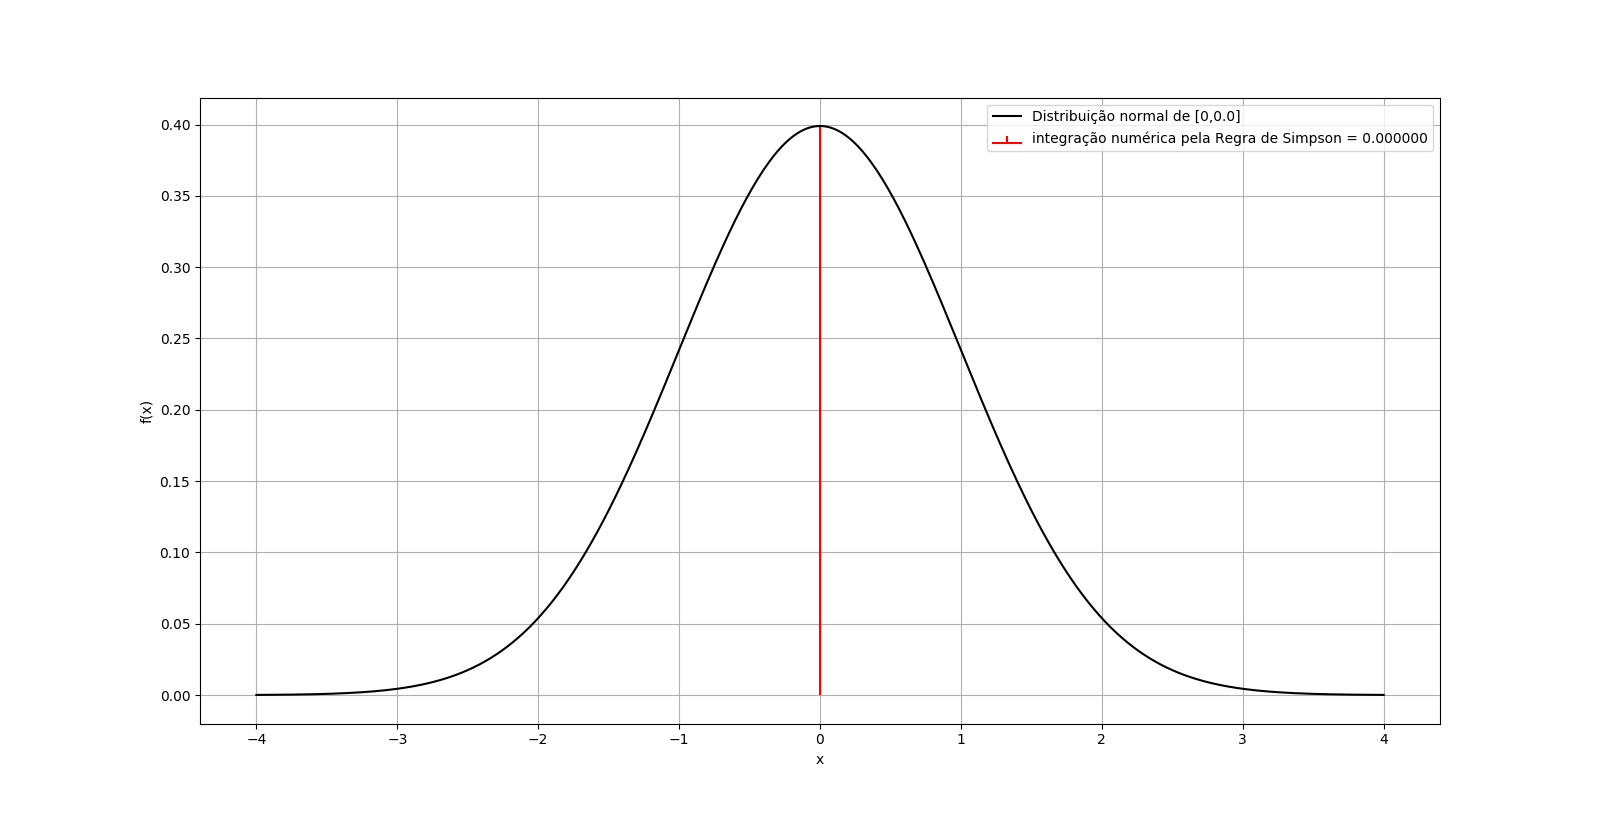 Distribuição normal de [0,0.0]
integração numérica pela Regra de Simpson = 0.000000
0.40
0.35
0.30
0.25
0.20
0.15
0.10
0.05
0.00
f(x)
−4 −3 −2 −1 0 1 2 3 4
x